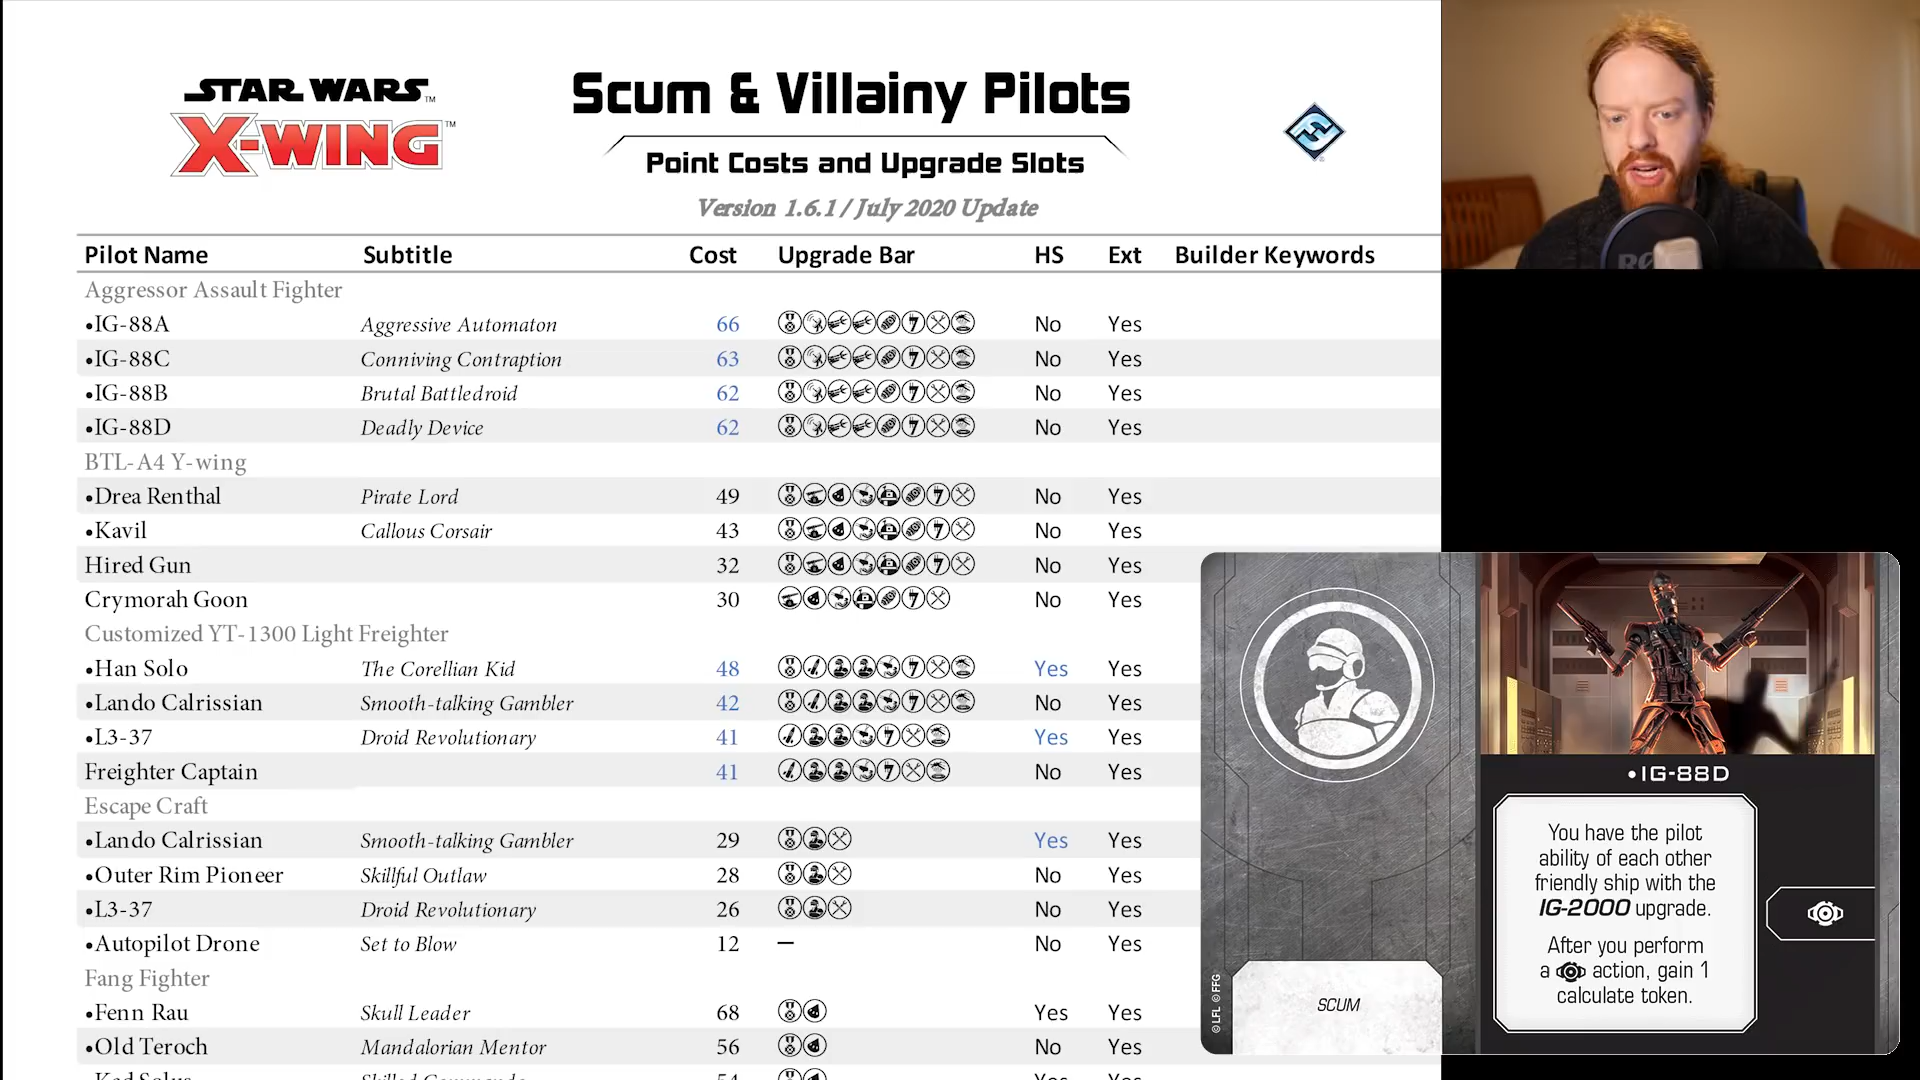 STAR WARS™
X-WING™
Scum & Villainy Pilots
Point Costs and Upgrade Slots
Version 1.6.1 / July 2020 Update
Pilot Name Subtitle Cost Upgrade Bar HS Ext Builder Keywords
Aggressor Assault Fighter
•IG-88A Aggressive Automaton 66 No Yes
•IG-88C Conniving Contraption 63 No Yes
•IG-88B Brutal Battledroid 62 No Yes
•IG-88D Deadly Device 62 No Yes
BTL-A4 Y-wing
•Drea Renthal Pirate Lord 49 No Yes
•Kavil Callous Corsair 43 No Yes
Hired Gun 32 No Yes
Crymorah Goon 30 No Yes
Customized YT-1300 Light Freighter
•Han Solo The Corellian Kid 48 Yes Yes
•Lando Calrissian Smooth-talking Gambler 42 No Yes
•L3-37 Droid Revolutionary 41 Yes Yes
Freighter Captain 41 No Yes
Escape Craft
•Lando Calrissian Smooth-talking Gambler 29 Yes Yes
•Outer Rim Pioneer Skillful Outlaw 28 No Yes
•L3-37 Droid Revolutionary 26 No Yes
•Autopilot Drone Set to Blow 12 — No Yes
Fang Fighter
•Fenn Rau Skull Leader 68 Yes Yes
•Old Teroch Mandalorian Mentor 56 No Yes
•IG-88D
You have the pilot
ability of each other
friendly ship with the
IG-2000 upgrade.
After you perform
a action, gain 1
calculate token.
SCUM
©LFL ©FFG